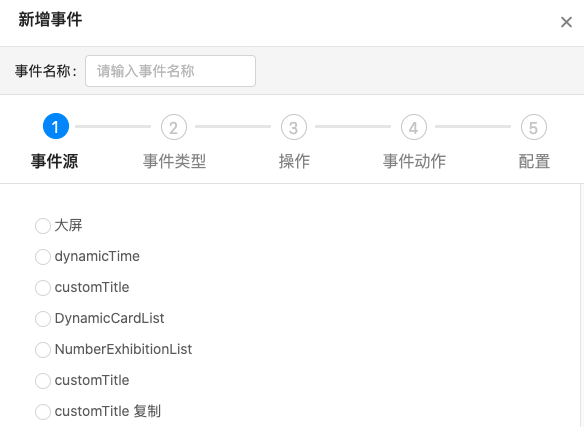 新增事件
事件名称： 请输入事件名称
1 2 3 4 5
事件源 事件类型 操作 事件动作 配置
大屏
dynamicTime
customTitle
DynamicCardList
NumberExhibitionList
customTitle
customTitle 复制